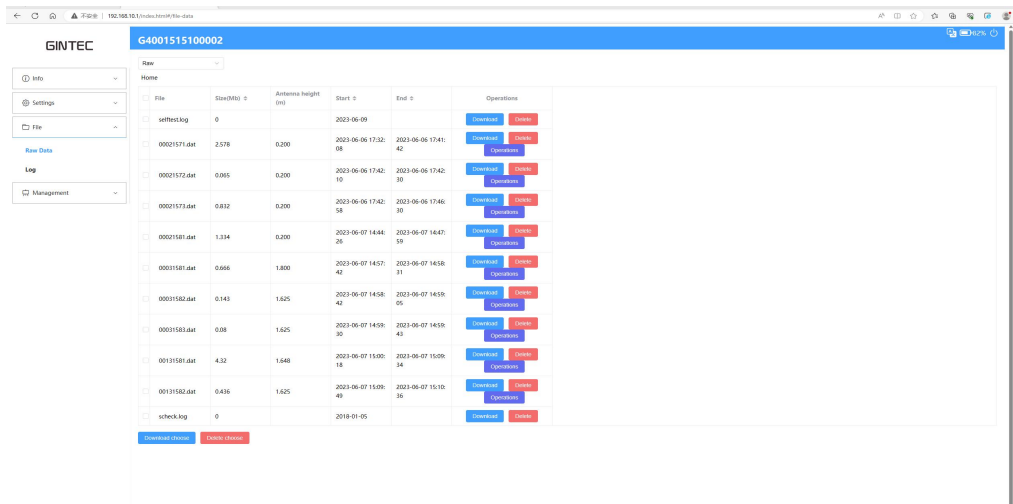 不安全 | 192.168.10.1/index.html#/file-data
GINTEC
G4001515100002
82%
Info
Settings
File
Raw Data
Log
Management
Raw
Home
File Size(Mb) Antenna height (m) Start End Operations
selftest.log 0 2023-06-09 Download Delete
00021571.dat 2.578 0.200 2023-06-06 17:32:08 2023-06-06 17:41:42 Download Delete Operations
00021572.dat 0.065 0.200 2023-06-06 17:42:10 2023-06-06 17:42:30 Download Delete Operations
00021573.dat 0.832 0.200 2023-06-06 17:42:58 2023-06-06 17:46:30 Download Delete Operations
00021581.dat 1.334 0.200 2023-06-07 14:44:26 2023-06-07 14:47:59 Download Delete Operations
00031581.dat 0.666 1.800 2023-06-07 14:57:42 2023-06-07 14:58:31 Download Delete Operations
00031582.dat 0.143 1.625 2023-06-07 14:58:42 2023-06-07 14:59:05 Download Delete Operations
00031583.dat 0.08 1.625 2023-06-07 14:59:30 2023-06-07 14:59:43 Download Delete Operations
00131581.dat 4.32 1.648 2023-06-07 15:00:18 2023-06-07 15:09:34 Download Delete Operations
00131582.dat 0.436 1.625 2023-06-07 15:09:49 2023-06-07 15:10:36 Download Delete Operations
scheck.log 0 2018-01-05 Download Delete
Download choose Delete choose